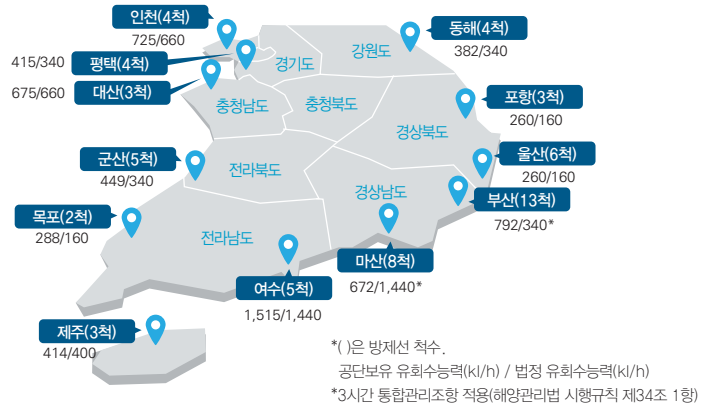 인천(4척)
725/660
동해(4척)
382/340
강원도
415/340
평택(4척)
경기도
675/660
대산(3척)
충청남도
충청북도
포항(3척)
260/160
경상북도
울산(6척)
260/160
군산(5척)
449/340
전라북도
경상남도
부산(13척)
792/340*
목포(2척)
288/160
전라남도
마산(8척)
672/1,440*
여수(5척)
1,515/1,440
제주(3척)
414/400
*( )은 방제선 척수.
공단보유 유회수능력(kl/h) / 법정 유회수능력(kl/h)
*3시간 통합관리조항 적용(해양관리법 시행규칙 제34조 1항)